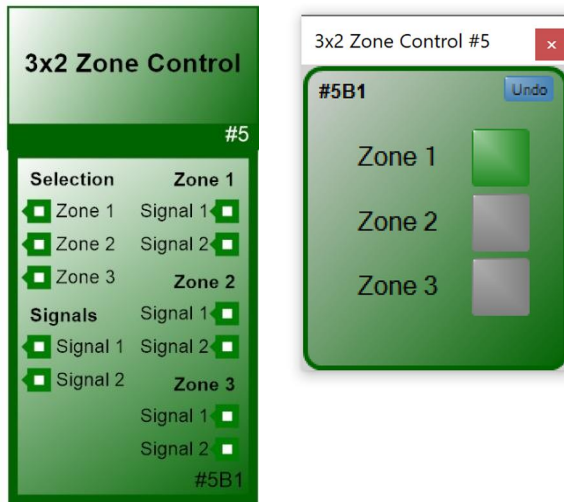 3x2 Zone Control
#5
Selection
Zone 1
Zone 2
Zone 3
Signals
Signal 1
Signal 2
Zone 1
Signal 1
Signal 2
Zone 2
Signal 1
Signal 2
Zone 3
Signal 1
Signal 2
#5B1
3x2 Zone Control #5
×
#5B1
Undo
Zone 1
Zone 2
Zone 3